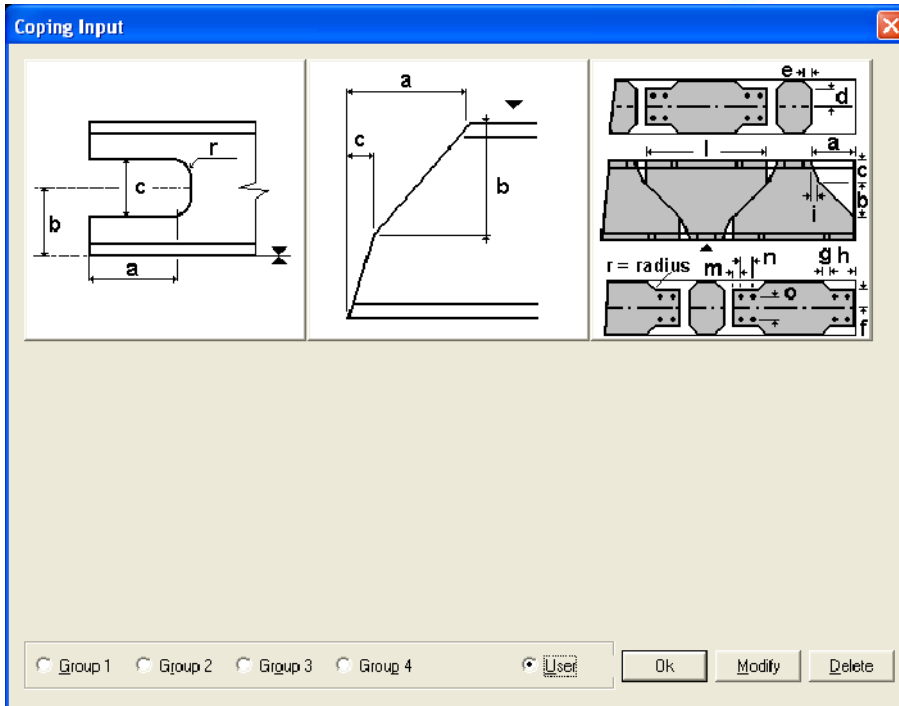 Coping Input
r
c
b
a
a
c
b
e
d
a
l
c
b
i
g h
n
m
r = radius
o
f
Group 1 Group 2 Group 3 Group 4 User Ok Modify Delete